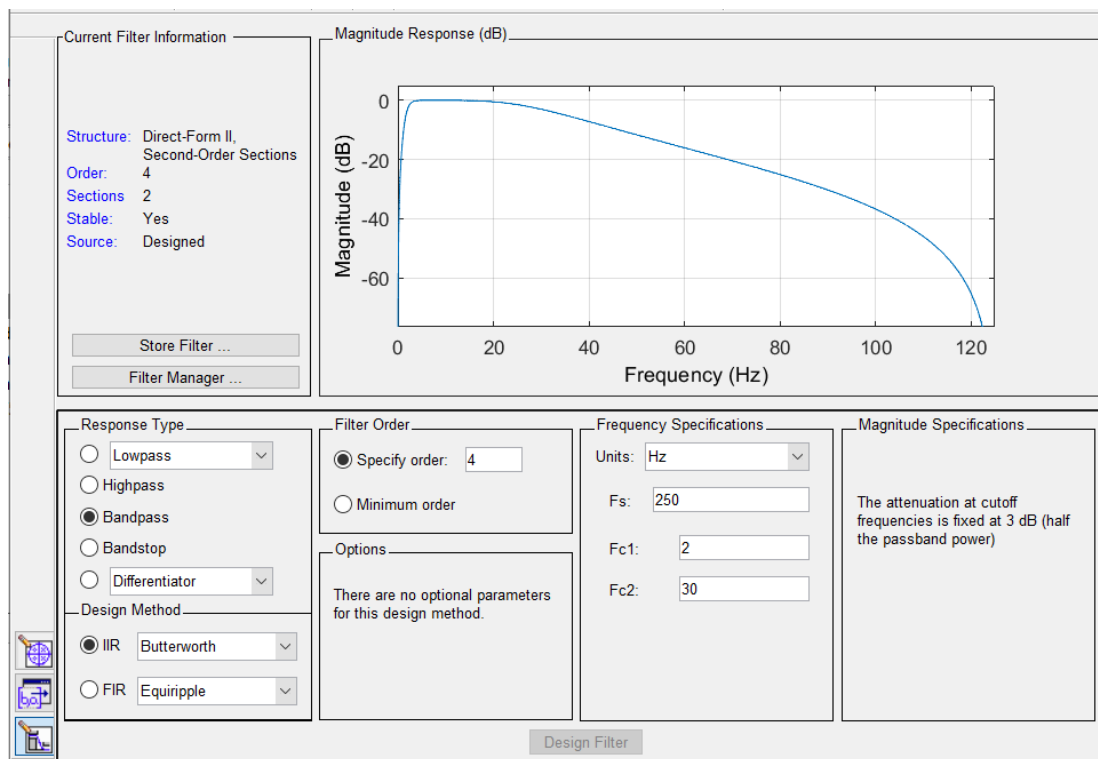 Current Filter Information
Structure: Direct-Form II,
Second-Order Sections
Order: 4
Sections 2
Stable: Yes
Source: Designed
Store Filter ...
Filter Manager ...
Magnitude Response (dB)
Magnitude (dB)
0
-20
-40
-60
0 20 40 60 80 100 120
Frequency (Hz)
Response Type
Lowpass
Highpass
Bandpass
Bandstop
Differentiator
Design Method
IIR Butterworth
FIR Equiripple
Filter Order
Specify order: 4
Minimum order
Options
There are no optional parameters
for this design method.
Frequency Specifications
Units: Hz
Fs: 250
Fc1: 2
Fc2: 30
Magnitude Specifications
The attenuation at cutoff
frequencies is fixed at 3 dB (half
the passband power)
Design Filter